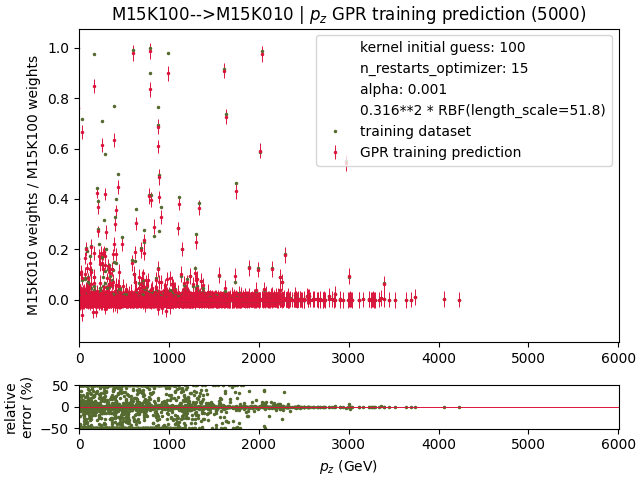 M15K100-->M15K010 | p_z GPR training prediction (5000)
M15K010 weights / M15K100 weights
1.0
0.8
0.6
0.4
0.2
0.0
kernel initial guess: 100
n_restarts_optimizer: 15
alpha: 0.001
0.316**2 * RBF(length_scale=51.8)
training dataset
GPR training prediction
0 1000 2000 3000 4000 5000 6000
relative
error (%)
50
0
−50
0 1000 2000 3000 4000 5000 6000
p_z (GeV)